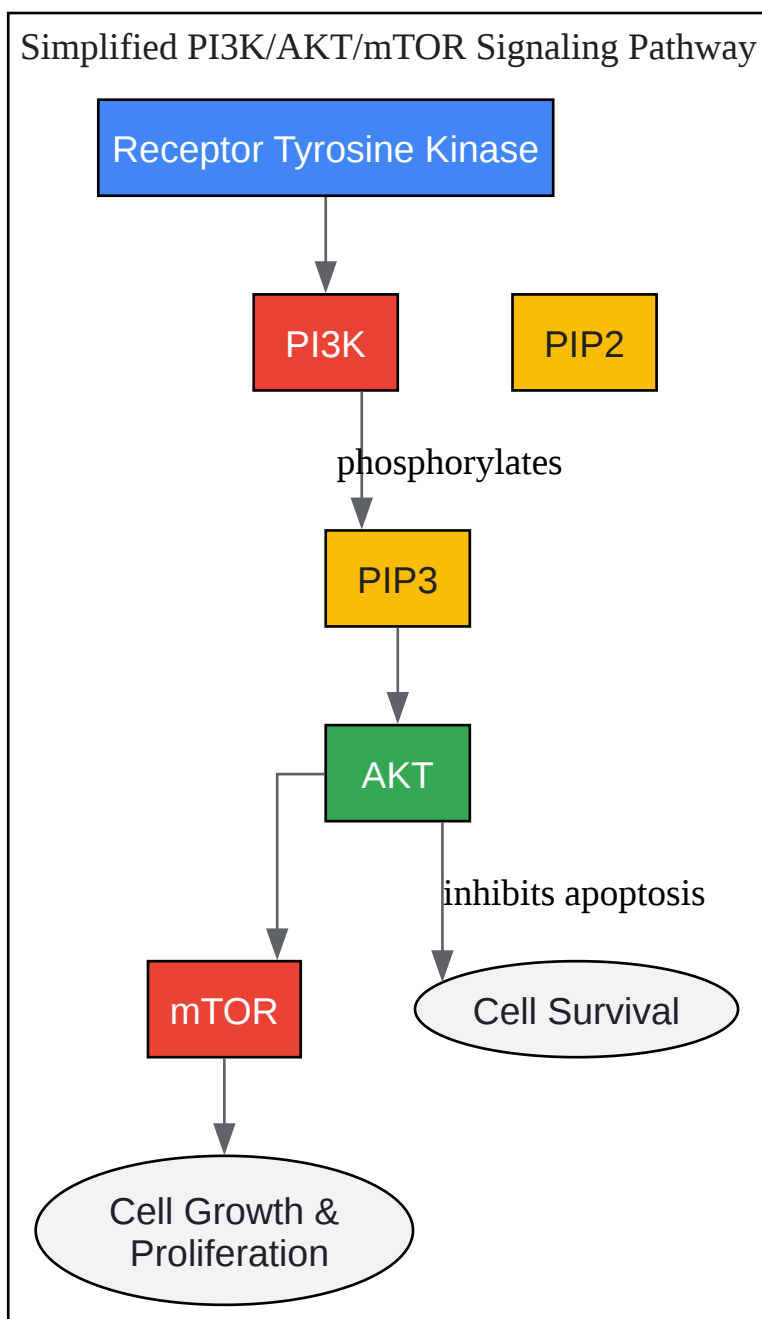 Simplified PI3K/AKT/mTOR Signaling Pathway
Receptor Tyrosine Kinase
PI3K
PIP2
phosphorylates
PIP3
AKT
inhibits apoptosis
mTOR
Cell Survival
Cell Growth &
Proliferation